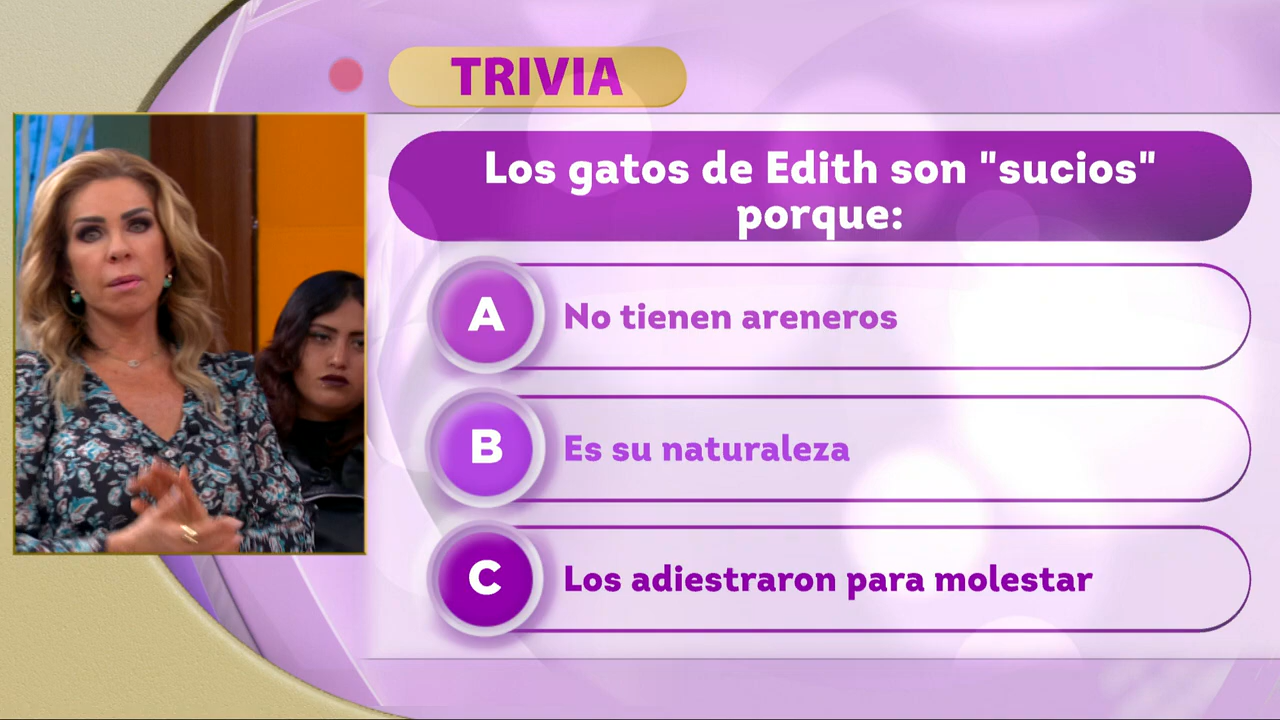 TRIVIA
Los gatos de Edith son "sucios"
porque:
A
No tienen areneros
B
Es su naturaleza
C
Los adiestraron para molestar